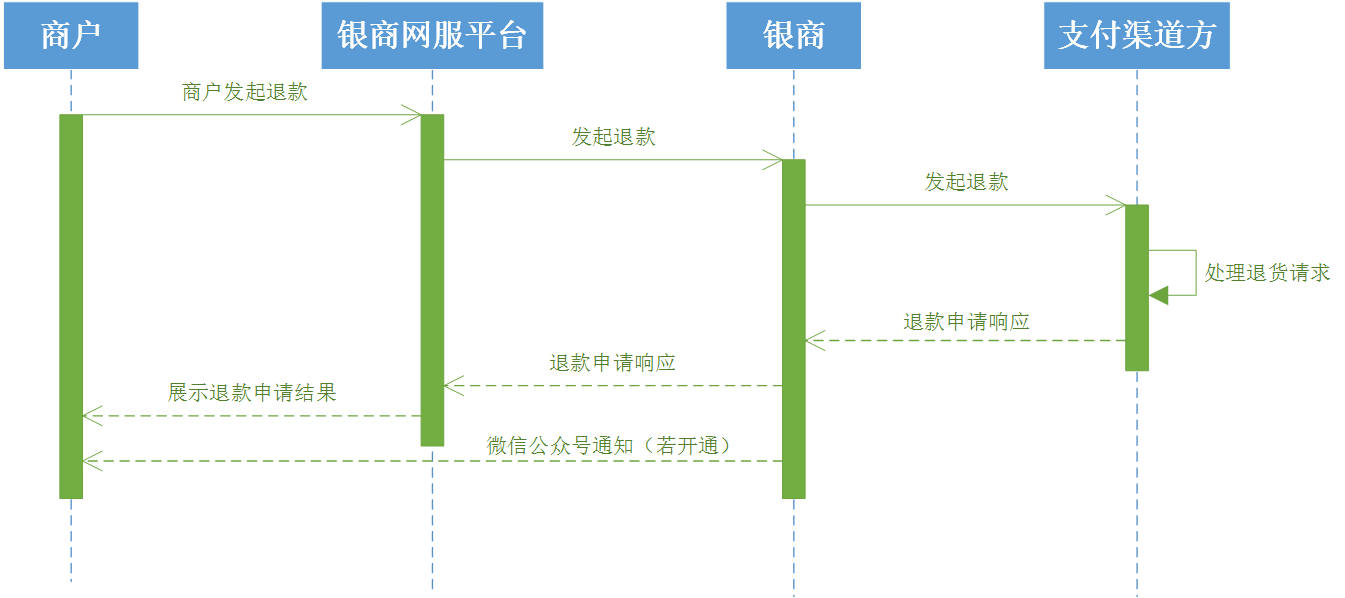 商户
银商网服平台
银商
支付渠道方
商户发起退款
发起退款
发起退款
处理退货请求
退款申请响应
退款申请响应
展示退款申请结果
微信公众号通知（若开通）